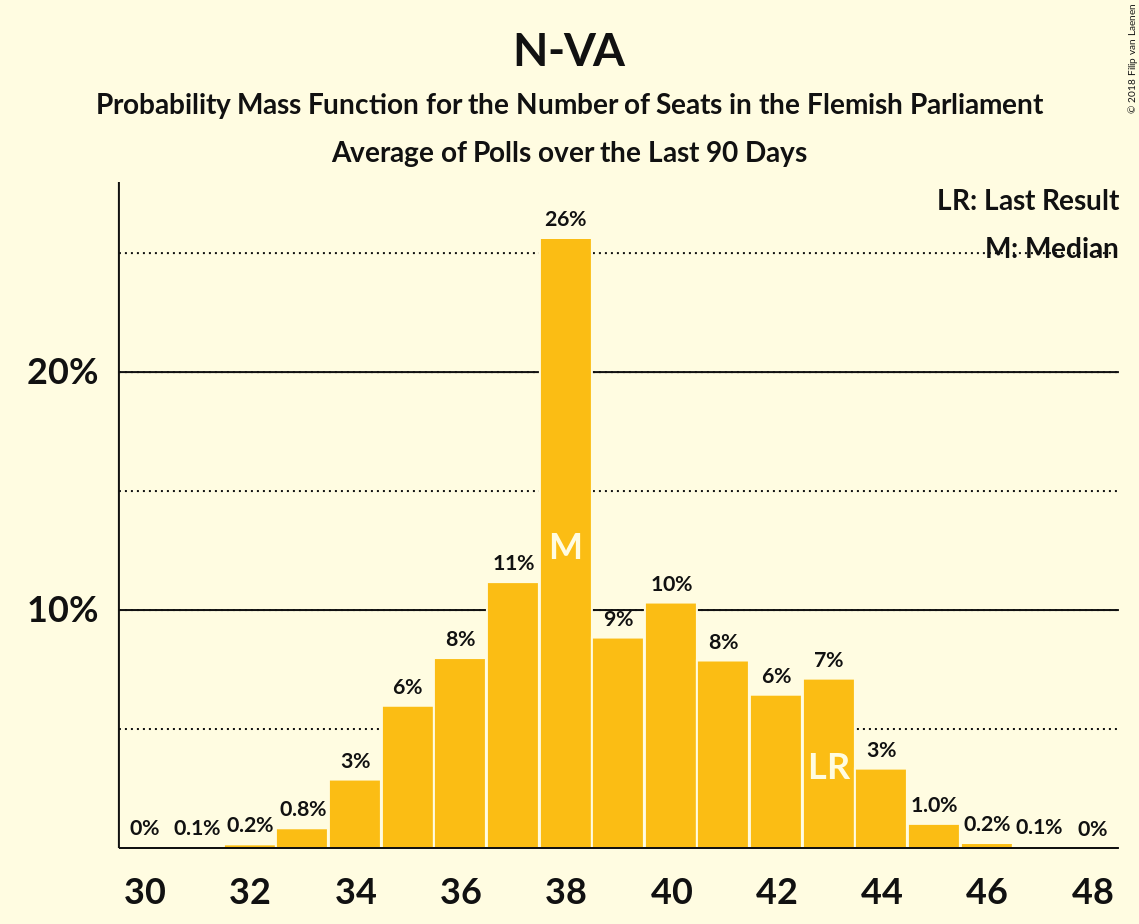 N-VA
Probability Mass Function for the Number of Seats in the Flemish Parliament
Average of Polls over the Last 90 Days
© 2018 Filip van Laenen
LR: Last Result
M: Median
20%
10%
0%
0.1%
0.2%
0.8%
3%
6%
8%
11%
26%
9%
10%
8%
6%
7%
3%
1.0%
0.2%
0.1%
0%
M
LR
30 32 34 36 38 40 42 44 46 48